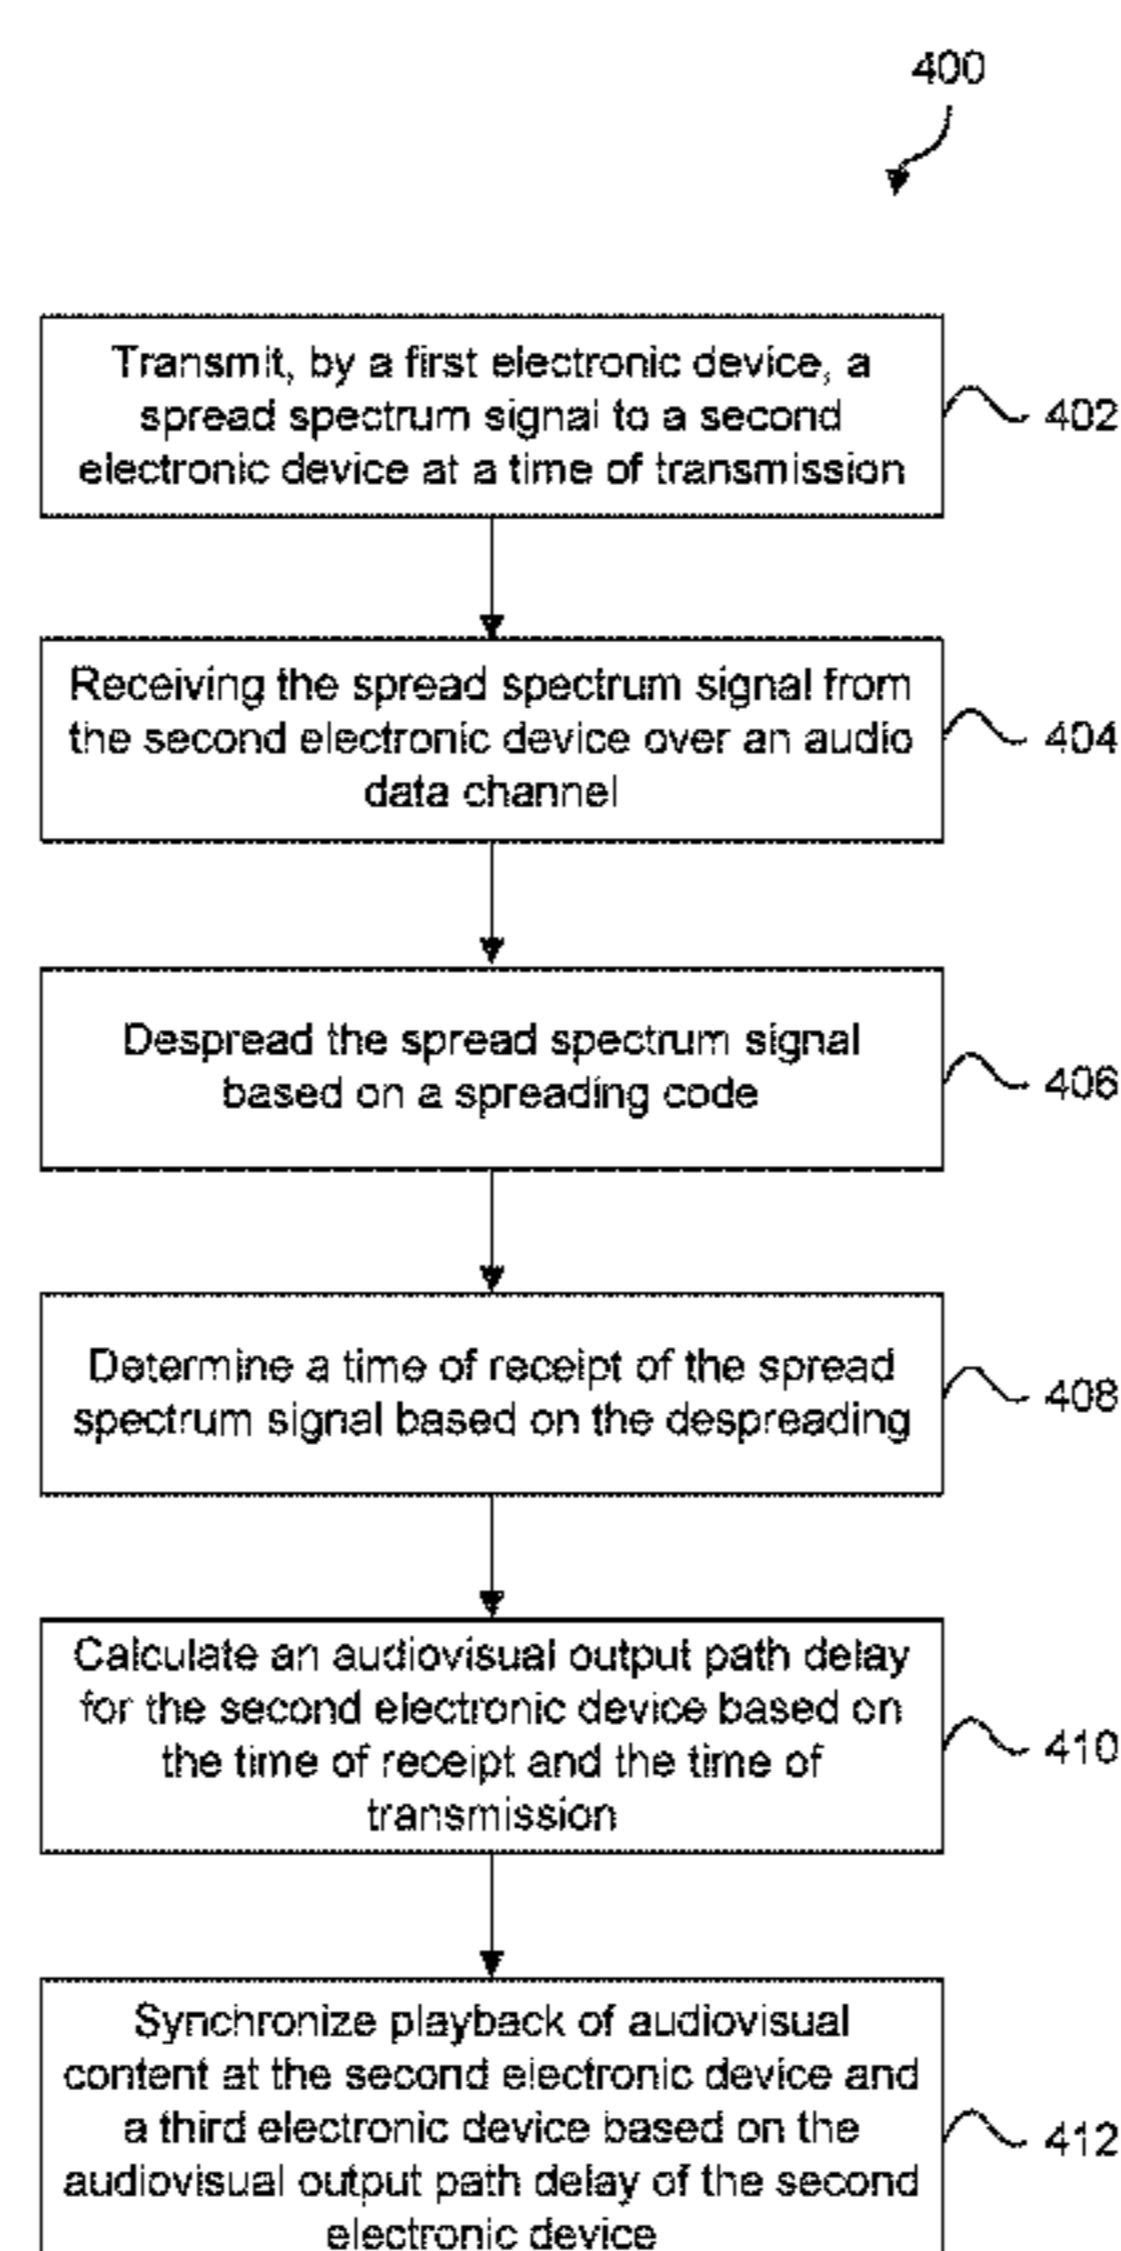 400
Transmit, by a first electronic device, a
spread spectrum signal to a second
electronic device at a time of transmission
402
Receiving the spread spectrum signal from
the second electronic device over an audio
data channel
404
Despread the spread spectrum signal
based on a spreading code
406
Determine a time of receipt of the spread
spectrum signal based on the despreading
408
Calculate an audiovisual output path delay
for the second electronic device based on
the time of receipt and the time of
transmission
410
Synchronize playback of audiovisual
content at the second electronic device and
a third electronic device based on the
audiovisual output path delay of the second
electronic device
412